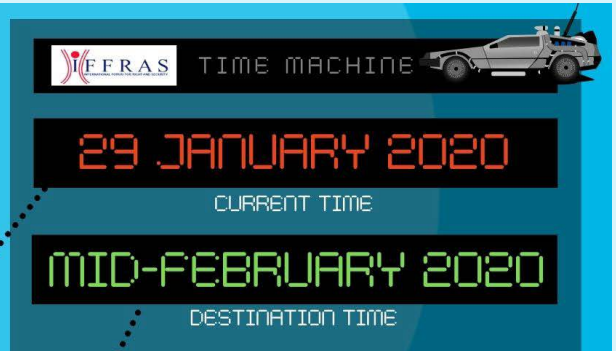 IFFRAS TIME MACHINE
INTERNATIONAL FORUM FOR RIGHTS AND SECURITY
29 JANUARY 2020
CURRENT TIME
MID-FEBRUARY 2020
DESTINATION TIME